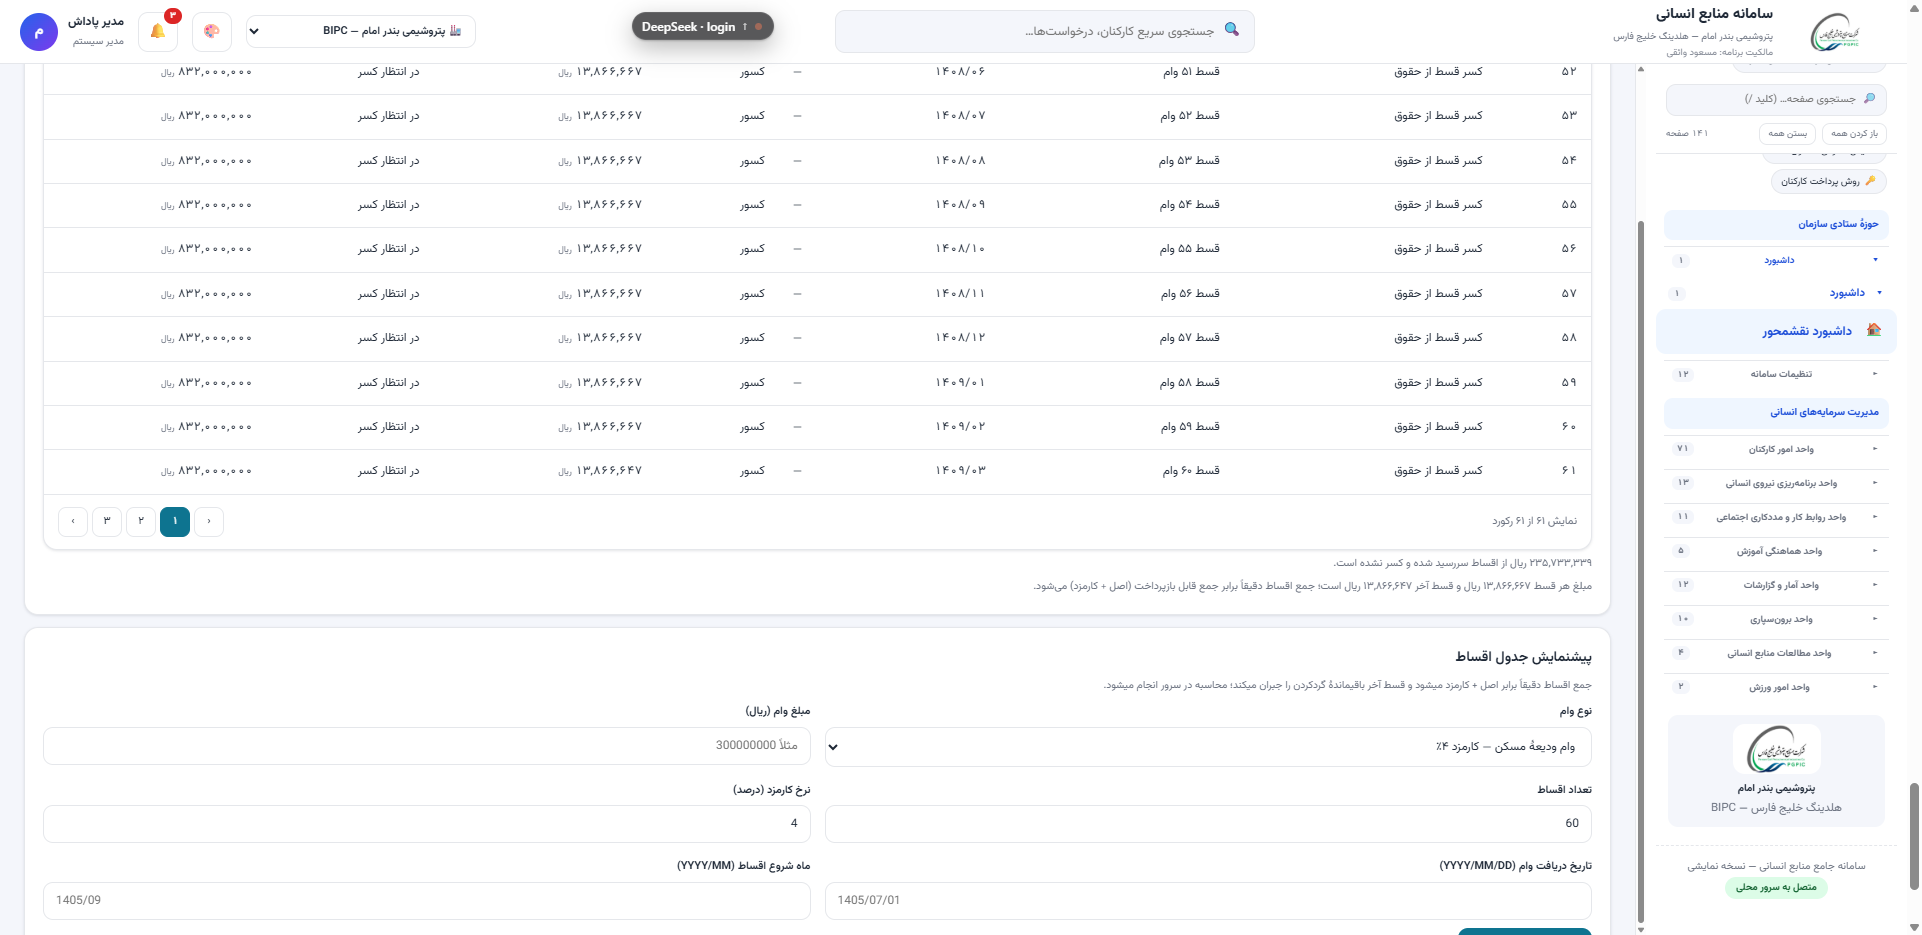 سامانه منابع انسانی
پتروشیمی بندر امام — هلدینگ خلیج فارس
مالکیت برنامه: مسعود واثقی
جستجوی سریع کارکنان، درخواست‌ها...
DeepSeek - login ↑
پتروشیمی بندر امام — BIPC
۳
مدیر پاداش
مدیر سیستم
م
جستجوی صفحه... (کلید /)
باز کردن همه
بستن همه
۱۴۱ صفحه
روش پرداخت کارکنان
حوزهٔ ستادی سازمان
داشبورد ۱
داشبورد ۱
داشبورد نقشمحور
تنظیمات سامانه ۱۲
مدیریت سرمایه‌های انسانی
واحد امور کارکنان ۷۱
واحد برنامه‌ریزی نیروی انسانی ۱۳
واحد روابط کار و مددکاری اجتماعی ۱۱
واحد هماهنگی آموزش ۵
واحد آمار و گزارشات ۱۲
واحد برون‌سپاری ۱۰
واحد مطالعات منابع انسانی ۴
واحد امور ورزش ۲
PGPIC
پتروشیمی بندر امام
هلدینگ خلیج فارس — BIPC
سامانه جامع منابع انسانی — نسخه نمایشی
متصل به سرور محلی
۵۲ کسر قسط از حقوق قسط ۵۱ وام ۱۴۰۸/۰۶ — کسور ۱۳,۸۶۶,۶۶۷ ریال در انتظار کسر ۸۳۲,۰۰۰,۰۰۰ ریال
۵۳ کسر قسط از حقوق قسط ۵۲ وام ۱۴۰۸/۰۷ — کسور ۱۳,۸۶۶,۶۶۷ ریال در انتظار کسر ۸۳۲,۰۰۰,۰۰۰ ریال
۵۴ کسر قسط از حقوق قسط ۵۳ وام ۱۴۰۸/۰۸ — کسور ۱۳,۸۶۶,۶۶۷ ریال در انتظار کسر ۸۳۲,۰۰۰,۰۰۰ ریال
۵۵ کسر قسط از حقوق قسط ۵۴ وام ۱۴۰۸/۰۹ — کسور ۱۳,۸۶۶,۶۶۷ ریال در انتظار کسر ۸۳۲,۰۰۰,۰۰۰ ریال
۵۶ کسر قسط از حقوق قسط ۵۵ وام ۱۴۰۸/۱۰ — کسور ۱۳,۸۶۶,۶۶۷ ریال در انتظار کسر ۸۳۲,۰۰۰,۰۰۰ ریال
۵۷ کسر قسط از حقوق قسط ۵۶ وام ۱۴۰۸/۱۱ — کسور ۱۳,۸۶۶,۶۶۷ ریال در انتظار کسر ۸۳۲,۰۰۰,۰۰۰ ریال
۵۸ کسر قسط از حقوق قسط ۵۷ وام ۱۴۰۸/۱۲ — کسور ۱۳,۸۶۶,۶۶۷ ریال در انتظار کسر ۸۳۲,۰۰۰,۰۰۰ ریال
۵۹ کسر قسط از حقوق قسط ۵۸ وام ۱۴۰۹/۰۱ — کسور ۱۳,۸۶۶,۶۶۷ ریال در انتظار کسر ۸۳۲,۰۰۰,۰۰۰ ریال
۶۰ کسر قسط از حقوق قسط ۵۹ وام ۱۴۰۹/۰۲ — کسور ۱۳,۸۶۶,۶۶۷ ریال در انتظار کسر ۸۳۲,۰۰۰,۰۰۰ ریال
۶۱ کسر قسط از حقوق قسط ۶۰ وام ۱۴۰۹/۰۳ — کسور ۱۳,۸۶۶,۶۴۷ ریال در انتظار کسر ۸۳۲,۰۰۰,۰۰۰ ریال
نمایش ۶۱ از ۶۱ رکورد
‹ ۱ ۲ ۳ ›
۲۳۵,۷۳۳,۳۳۹ ریال از اقساط سررسید شده و کسر نشده است.
مبلغ هر قسط ۱۳,۸۶۶,۶۶۷ ریال و قسط آخر ۱۳,۸۶۶,۶۴۷ ریال است؛ جمع اقساط دقیقاً برابر جمع قابل بازپرداخت (اصل + کارمزد) می‌شود.
پیشنمایش جدول اقساط
جمع اقساط دقیقاً برابر اصل + کارمزد میشود و قسط آخر باقیماندهٔ گردکردن را جبران میکند؛ محاسبه در سرور انجام میشود.
نوع وام
وام ودیعهٔ مسکن — کارمزد ۴٪
مبلغ وام (ریال)
مثلاً 300000000
تعداد اقساط
60
نرخ کارمزد (درصد)
4
تاریخ دریافت وام (YYYY/MM/DD)
1405/07/01
ماه شروع اقساط (YYYY/MM)
1405/09